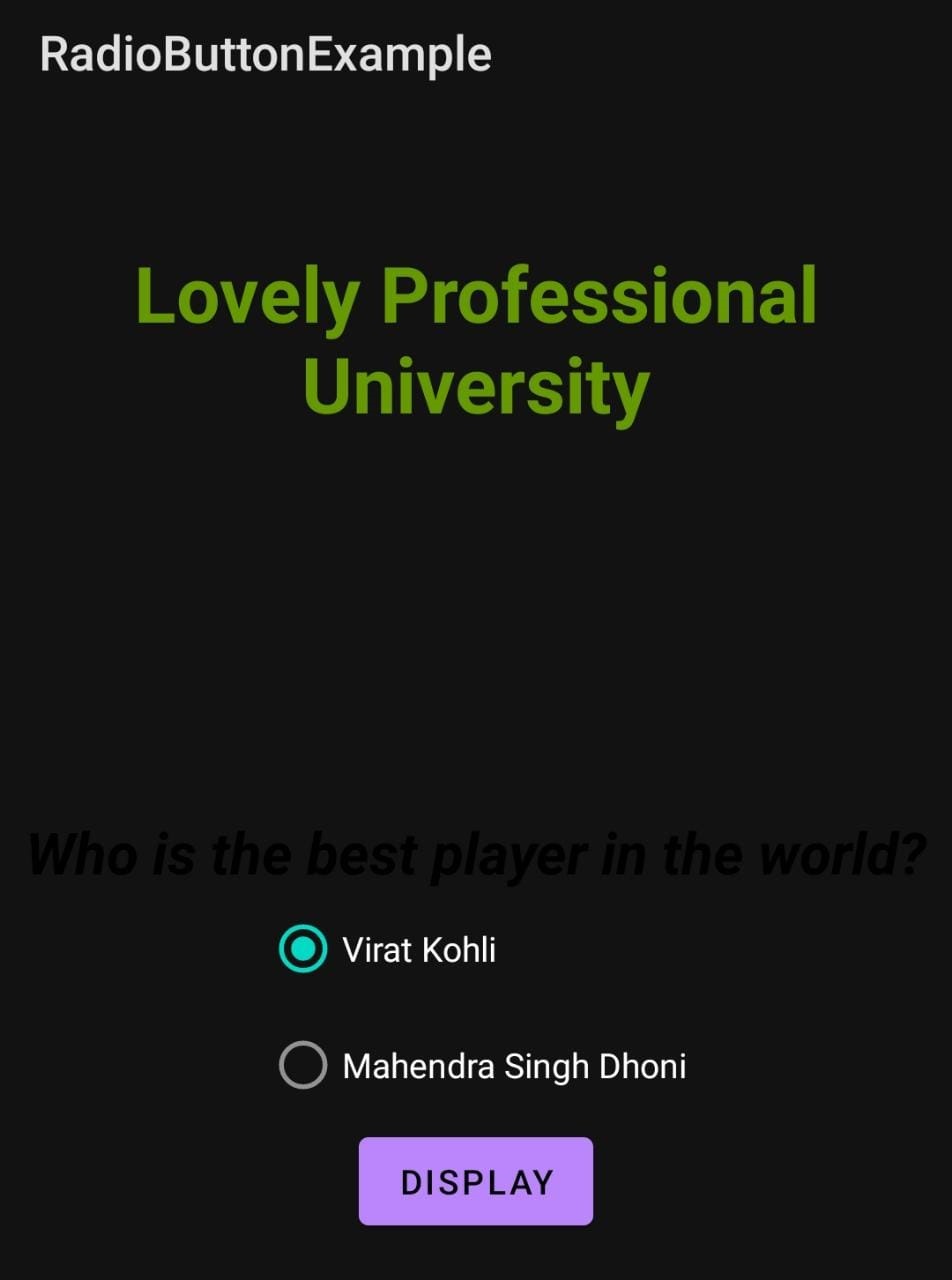 RadioButtonExample
Lovely Professional
University
Who is the best player in the world?
Virat Kohli
Mahendra Singh Dhoni
DISPLAY